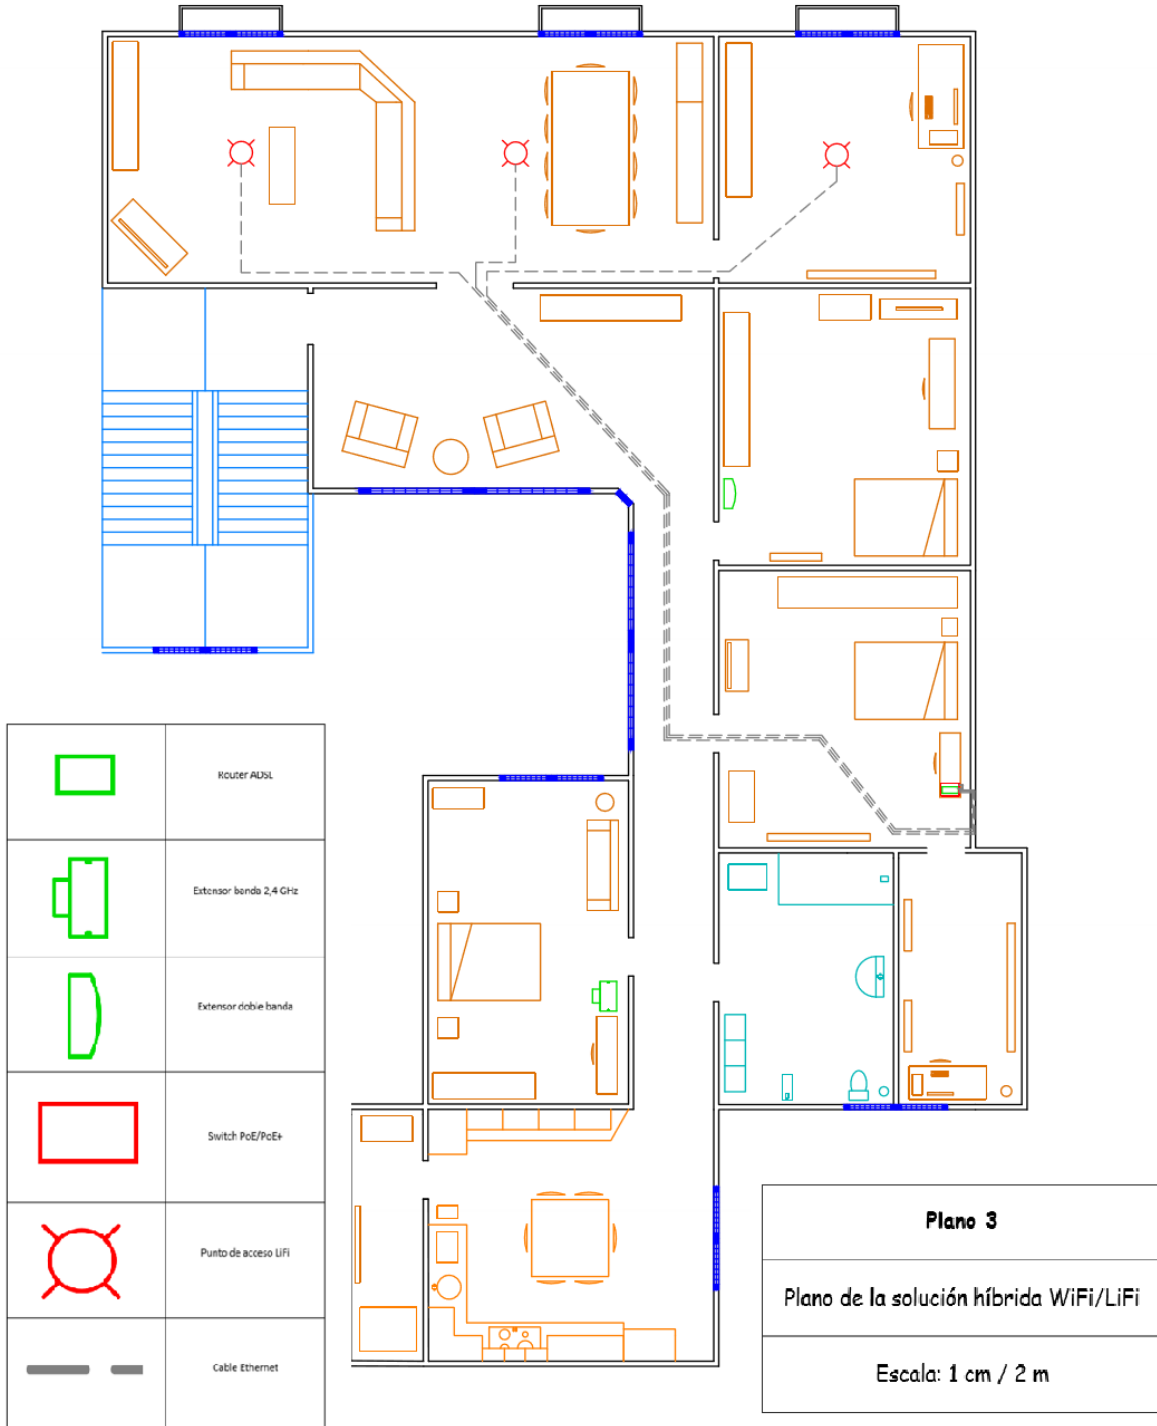 Router ADSL
Extensor banda 2,4 GHz
Extensor doble banda
Switch PoE/PoE+
Punto de acceso LiFi
Cable Ethernet
Plano 3
Plano de la solución híbrida WiFi/LiFi
Escala: 1 cm / 2 m